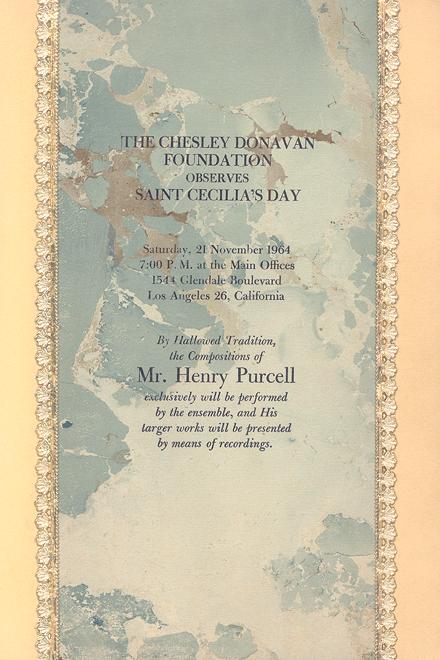 THE CHESLEY DONAVAN
FOUNDATION
OBSERVES
SAINT CECILIA'S DAY
Saturday, 21 November 1964
7:00 P. M. at the Main Offices
1544 Glendale Boulevard
Los Angeles 26, California
By Hallowed Tradition,
the Compositions of
Mr. Henry Purcell
exclusively will be performed
by the ensemble, and His
larger works will be presented
by means of recordings.